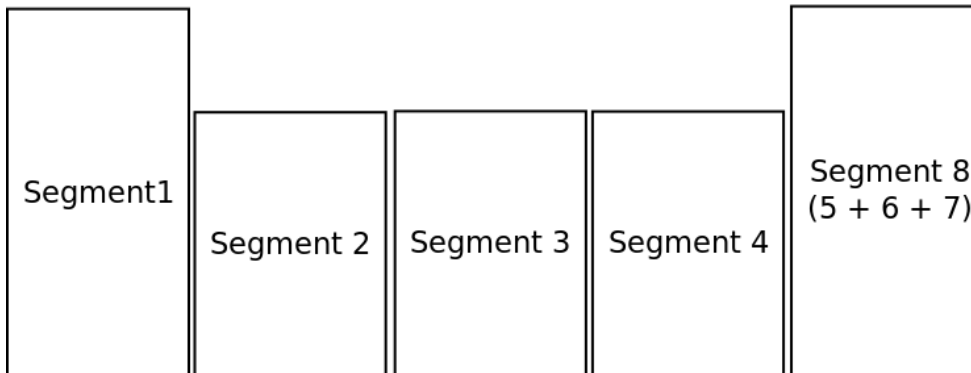 Segment1
Segment 2
Segment 3
Segment 4
Segment 8
(5 + 6 + 7)